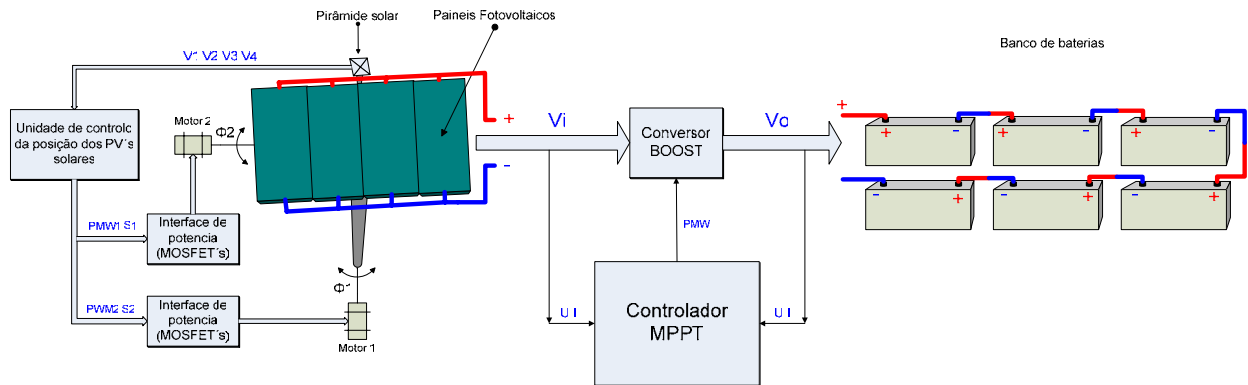 Pirâmide solar
Paineis Fotovoltaicos
V1 V2 V3 V4
Unidade de controlo
da posição dos PV´s
solares
Motor 2
Φ2
PMW1 S1
Interface de
potencia
(MOSFET´s)
PWM2 S2
Interface de
potencia
(MOSFET´s)
Φ1
Motor 1
+
-
Vi
Conversor
BOOST
Vo
PMW
U I
Controlador
MPPT
U I
Banco de baterias
+
+ - + - + -
- + - + - +